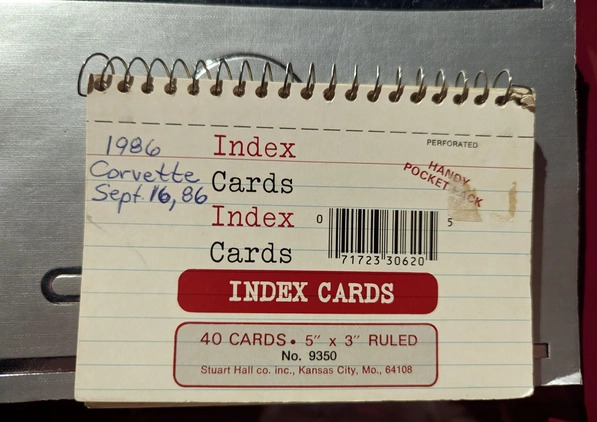 PERFORATED
1986
Corvette
Sept. 16, 86
Index
Cards
Index
Cards
HANDY
POCKET PACK
0 71723 30620 5
INDEX CARDS
40 CARDS • 5" x 3" RULED
No. 9350
Stuart Hall co. inc., Kansas City, Mo., 64108